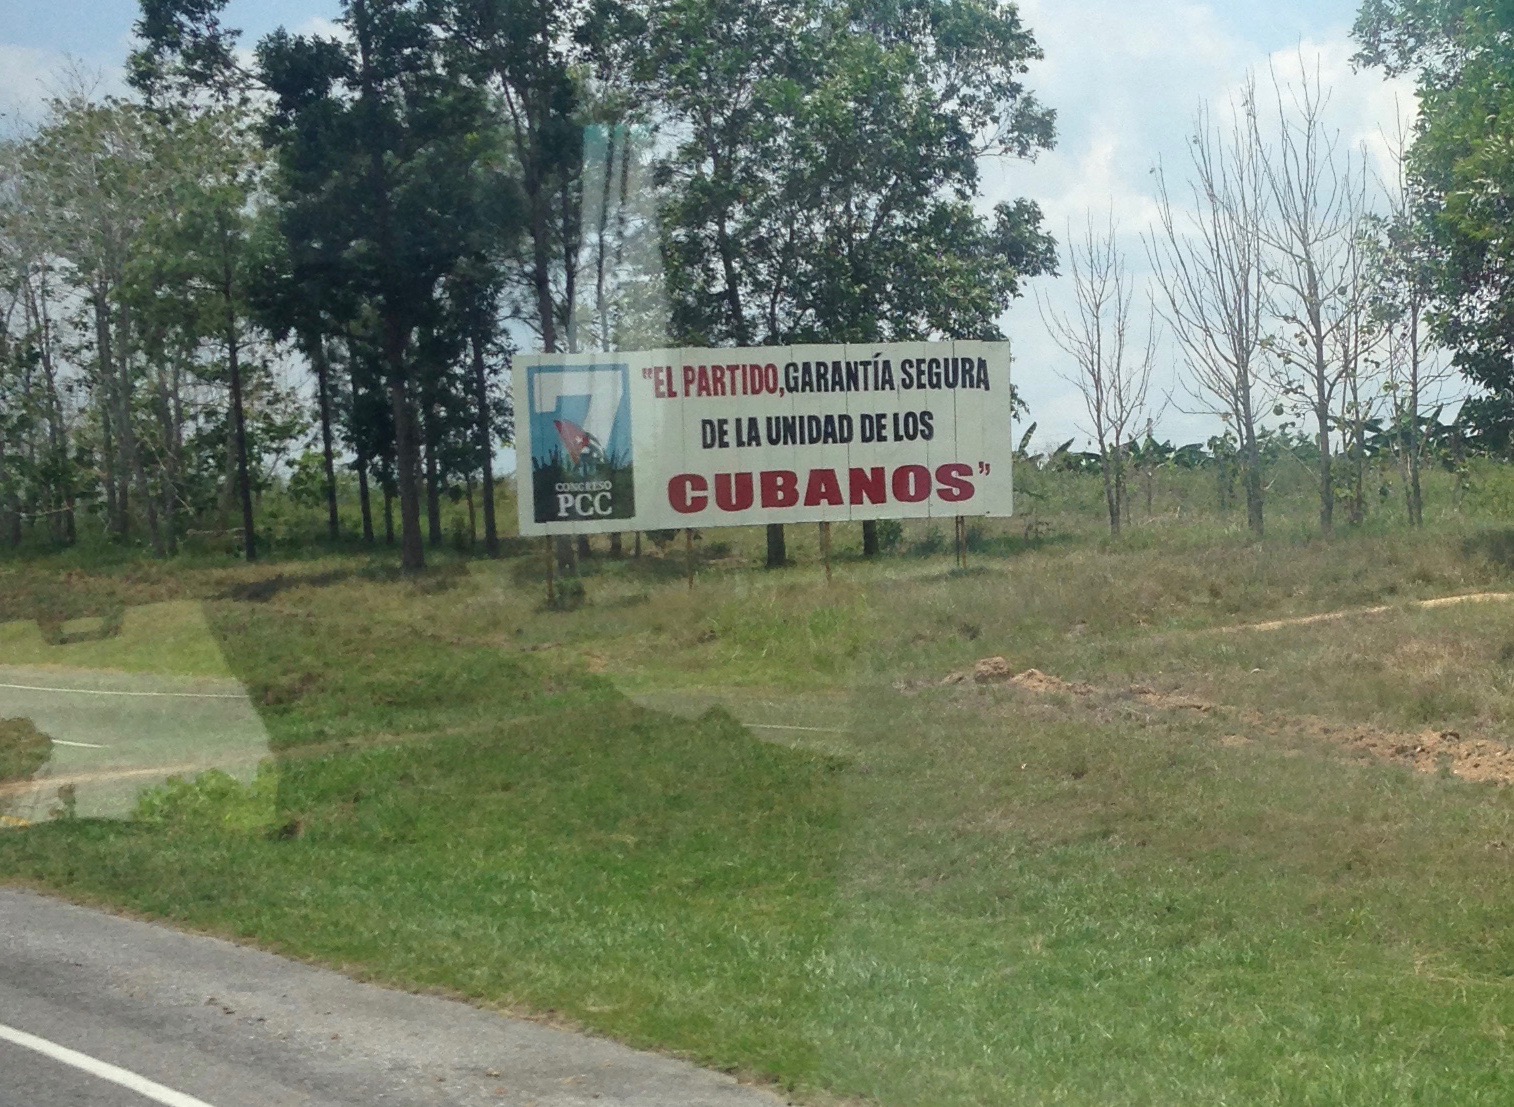 7
CONGRESO
PCC
"EL PARTIDO, GARANTÍA SEGURA
DE LA UNIDAD DE LOS
CUBANOS"